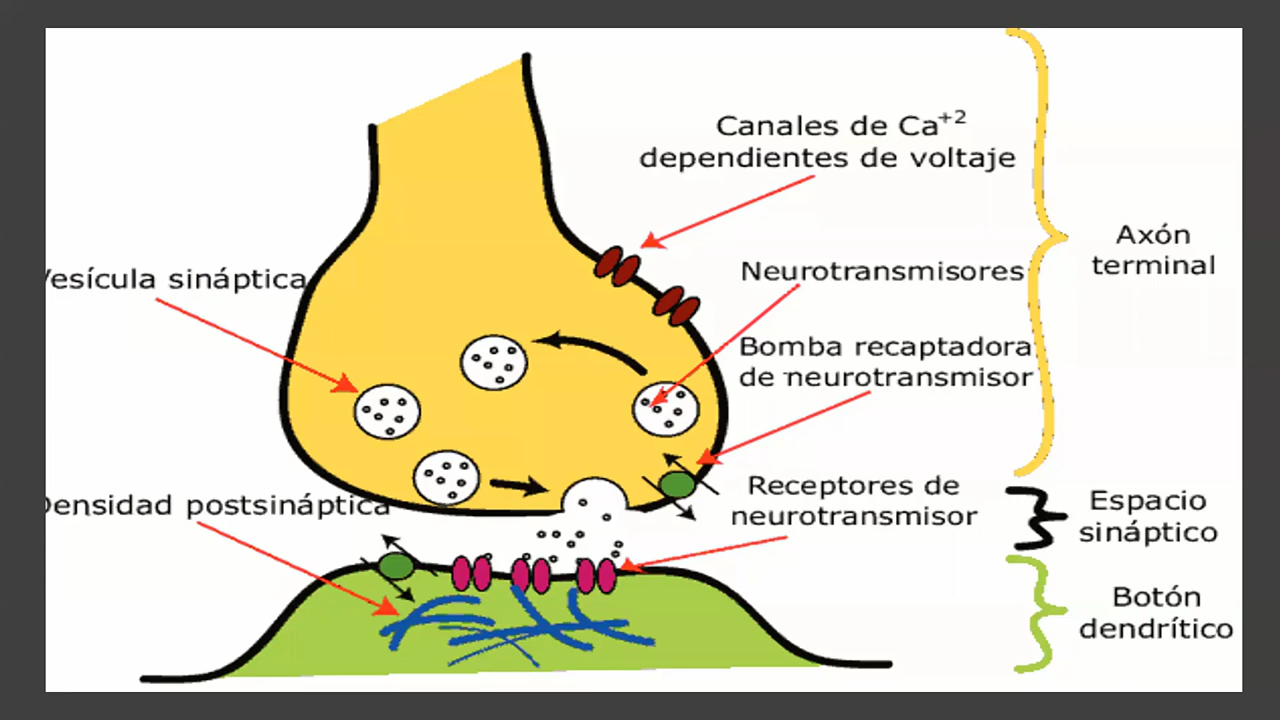 Canales de Ca+2
dependientes de voltaje
Axón
terminal
Vesícula sináptica
Neurotransmisores
Bomba recaptadora
de neurotransmisor
Densidad postsináptica
Receptores de
neurotransmisor
Espacio
sináptico
Botón
dendrítico